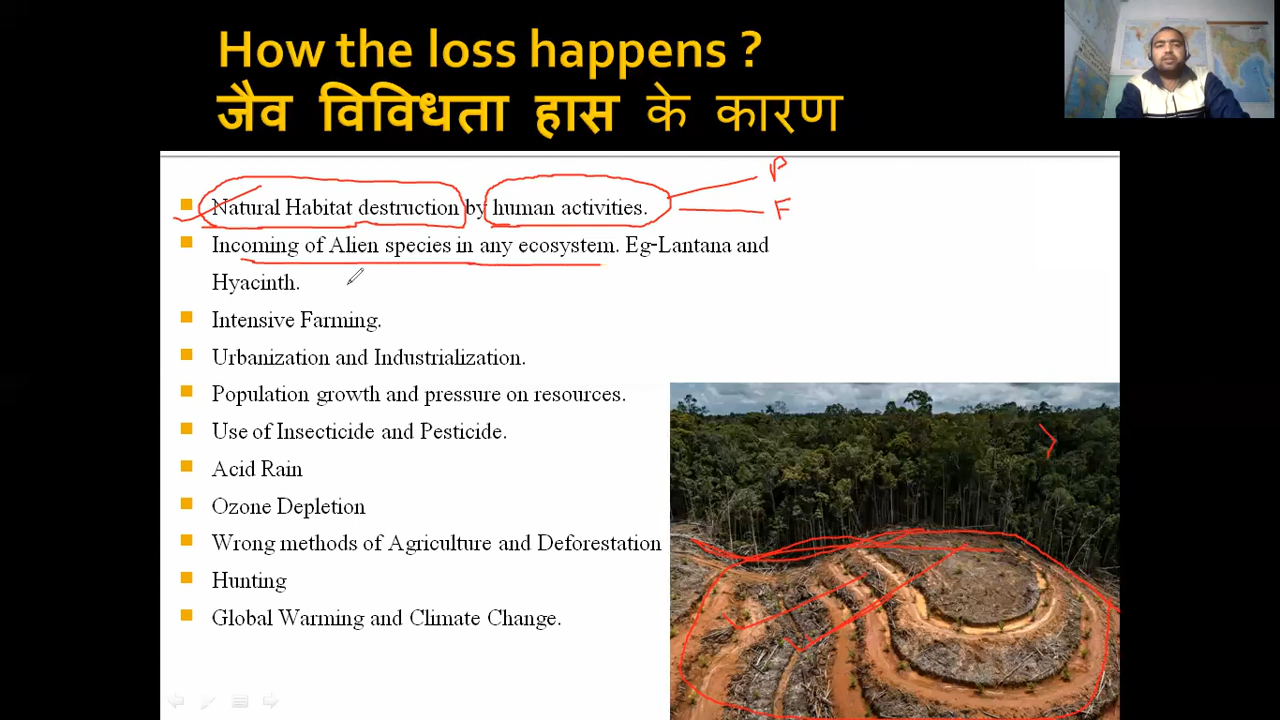 How the loss happens ?
जैव विविधता हास के कारण
P
Natural Habitat destruction by human activities.
F
Incoming of Alien species in any ecosystem. Eg-Lantana and
Hyacinth.
Intensive Farming.
Urbanization and Industrialization.
Population growth and pressure on resources.
Use of Insecticide and Pesticide.
Acid Rain
Ozone Depletion
Wrong methods of Agriculture and Deforestation
Hunting
Global Warming and Climate Change.